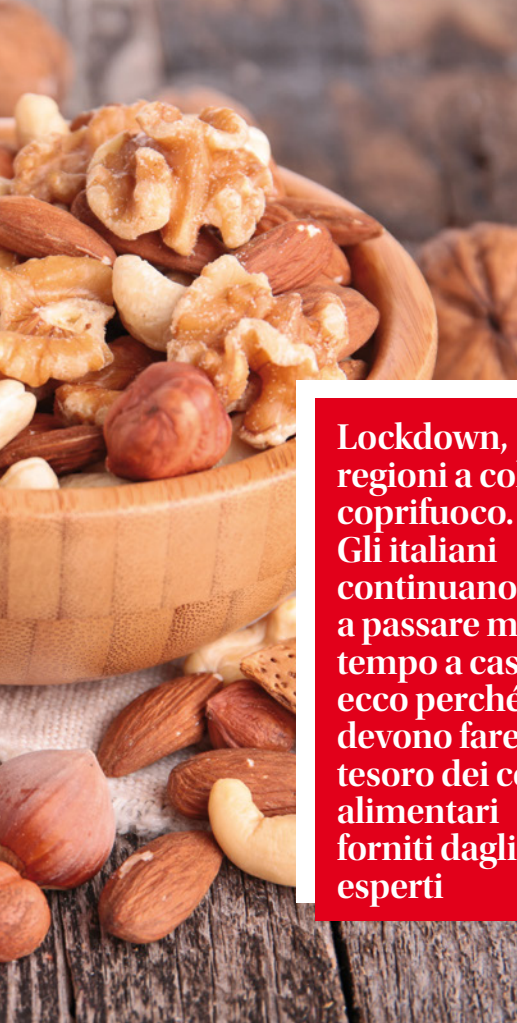 Lockdown,
regioni a co
coprifuoco.
Gli italiani
continuano
a passare m
tempo a cas
ecco perché
devono fare
tesoro dei c
alimentari
forniti dagli
esperti